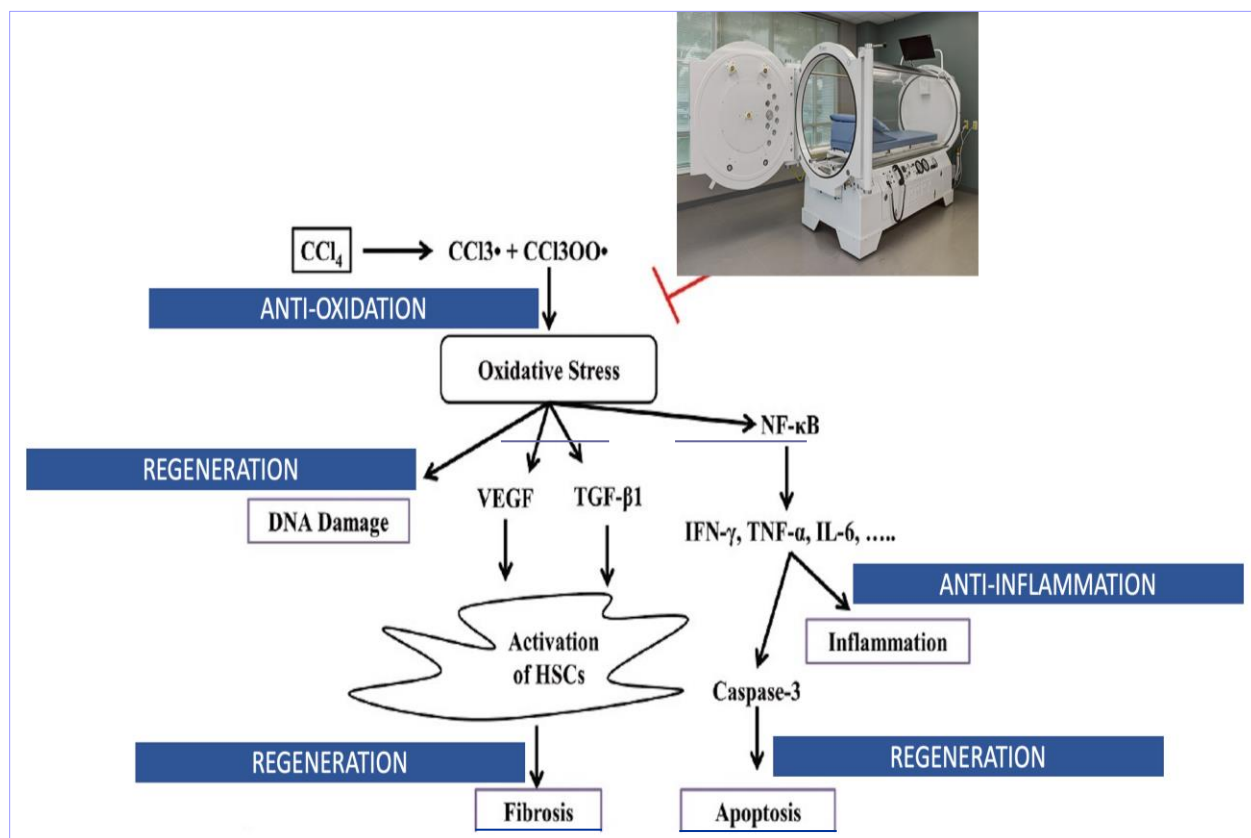 CCl₄
CCl3• + CCl3OO•
ANTI-OXIDATION
Oxidative Stress
NF-κB
REGENERATION
DNA Damage
VEGF
TGF-β1
IFN-γ, TNF-α, IL-6, …..
ANTI-INFLAMMATION
Activation
of HSCs
Inflammation
Caspase-3
REGENERATION
REGENERATION
Fibrosis
Apoptosis